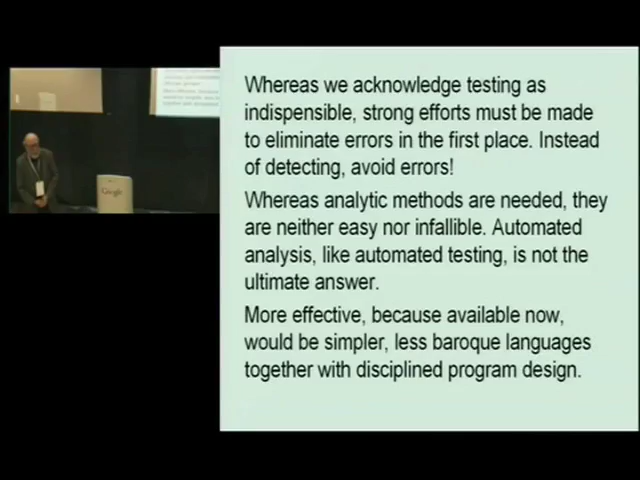 Whereas we acknowledge testing as
indispensible, strong efforts must be made
to eliminate errors in the first place. Instead
of detecting, avoid errors!
Whereas analytic methods are needed, they
are neither easy nor infallible. Automated
analysis, like automated testing, is not the
ultimate answer.
More effective, because available now,
would be simpler, less baroque languages
together with disciplined program design.
Google